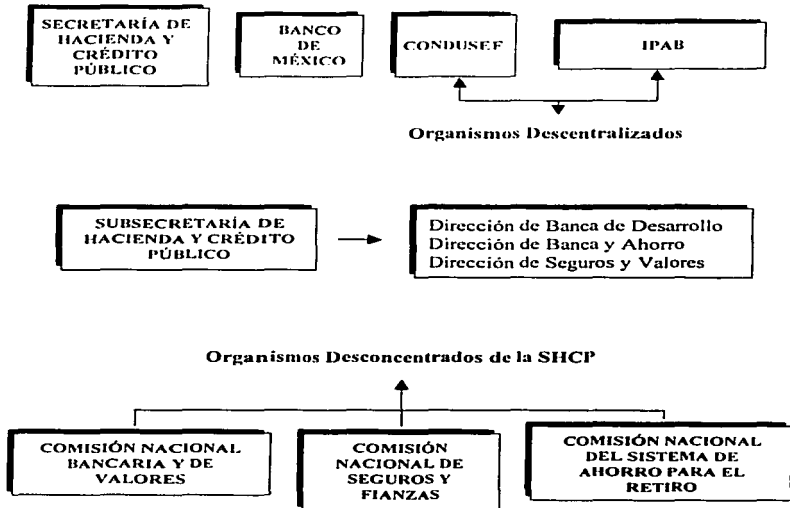 SECRETARÍA DE
HACIENDA Y
CRÉDITO
PÚBLICO
BANCO
DE
MÉXICO
CONDUSEF
IPAB
Organismos Descentralizados
SUBSECRETARÍA DE
HACIENDA Y CRÉDITO
PÚBLICO
Dirección de Banca de Desarrollo
Dirección de Banca y Ahorro
Dirección de Seguros y Valores
Organismos Desconcentrados de la SHCP
COMISIÓN NACIONAL
BANCARIA Y DE
VALORES
COMISIÓN
NACIONAL DE
SEGUROS Y
FIANZAS
COMISIÓN NACIONAL
DEL SISTEMA DE
AHORRO PARA EL
RETIRO